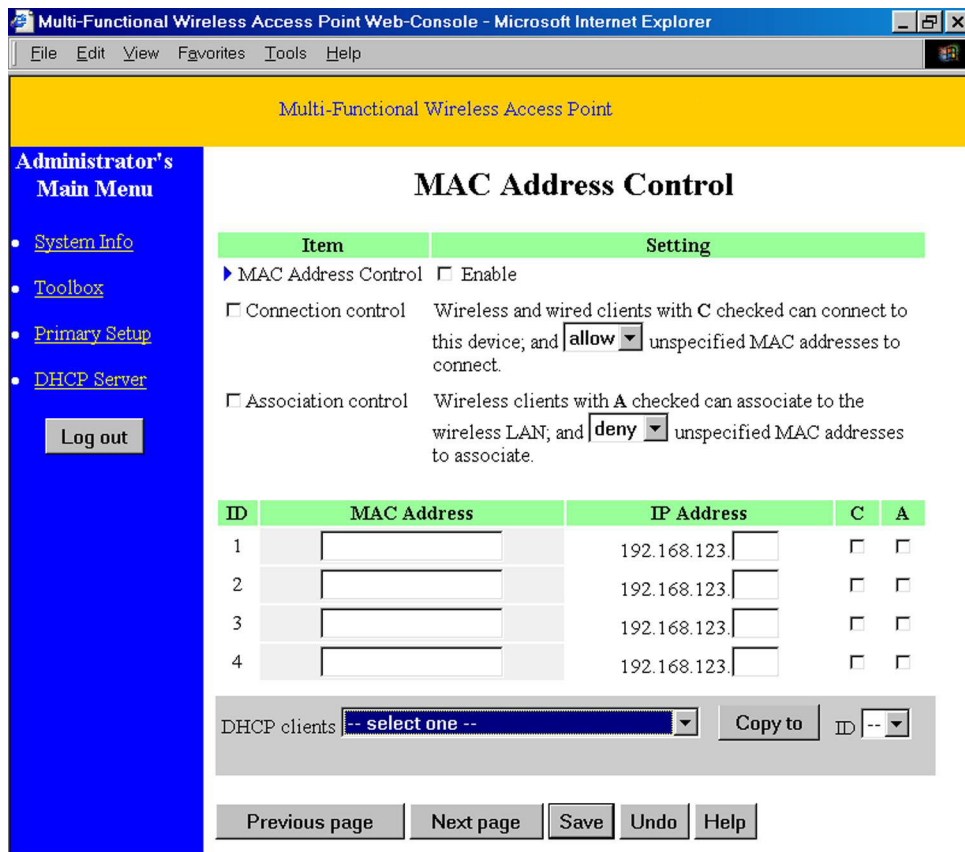 Multi-Functional Wireless Access Point Web-Console - Microsoft Internet Explorer
File Edit View Favorites Tools Help
Multi-Functional Wireless Access Point
Administrator's
Main Menu
System Info
Toolbox
Primary Setup
DHCP Server
Log out
MAC Address Control
Item Setting
MAC Address Control Enable
Connection control Wireless and wired clients with C checked can connect to
this device; and allow unspecified MAC addresses to
connect.
Association control Wireless clients with A checked can associate to the
wireless LAN; and deny unspecified MAC addresses
to associate.
ID MAC Address IP Address C A
1 192.168.123.
2 192.168.123.
3 192.168.123.
4 192.168.123.
DHCP clients -- select one -- Copy to ID --
Previous page Next page Save Undo Help